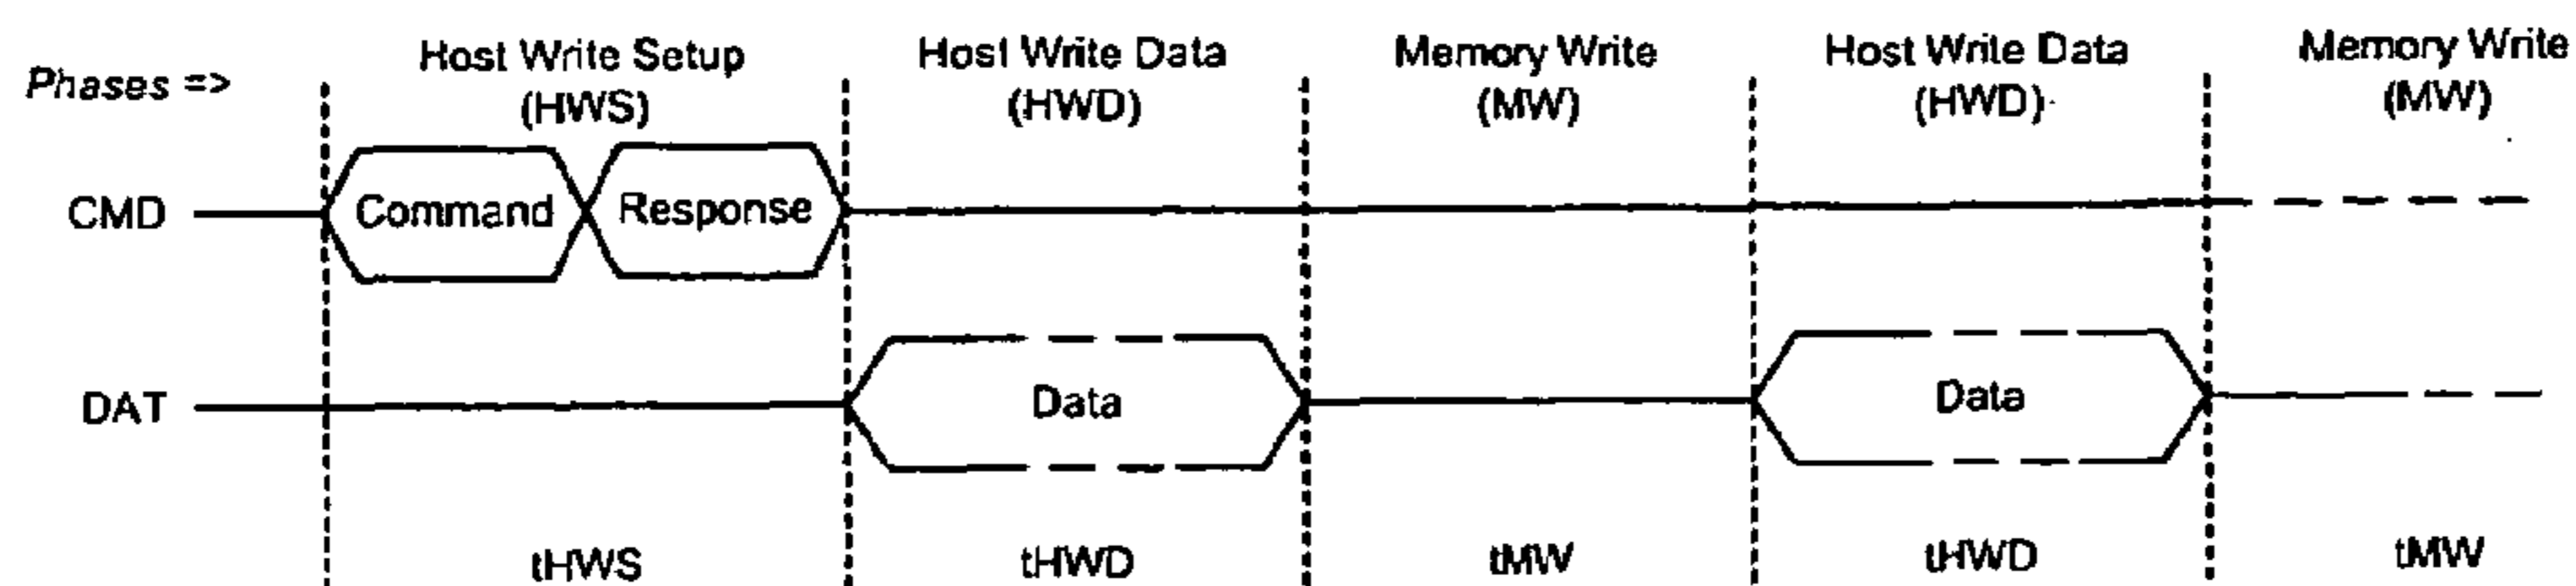 Phases =>
Host Write Setup
(HWS)
Host Write Data
(HWD)
Memory Write
(MW)
Host Write Data
(HWD)
Memory Write
(MW)
CMD
Command
Response
DAT
Data
Data
tHWS
tHWD
tMW
tHWD
tMW